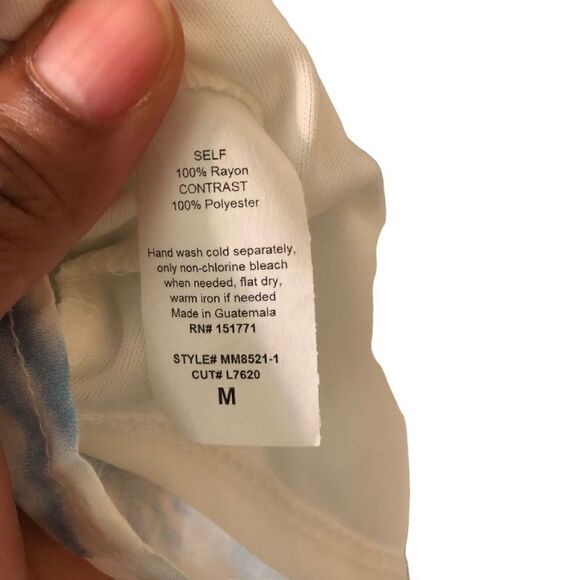 SELF
100% Rayon
CONTRAST
100% Polyester
Hand wash cold separately,
only non-chlorine bleach
when needed, flat dry,
warm iron if needed
Made in Guatemala
RN# 151771
STYLE# MM8521-1
CUT# L7620
M